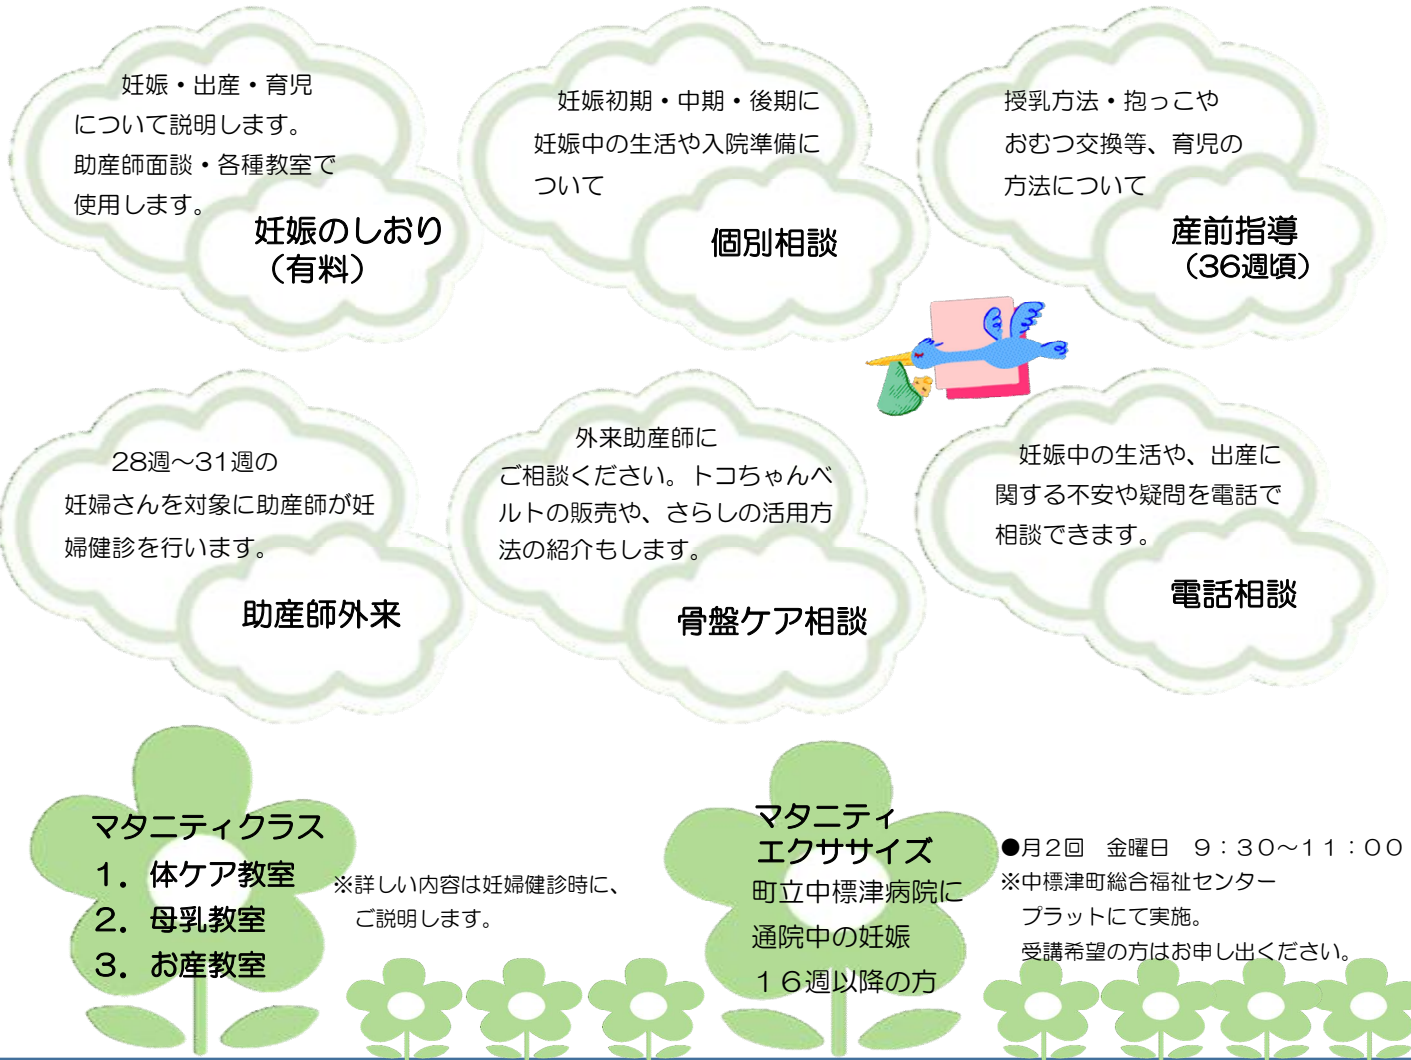 妊娠・出産・育児
について説明します。
助産師面談・各種教室で
使用します。
妊娠のしおり
（有料）
妊娠初期・中期・後期に
妊娠中の生活や入院準備に
ついて
個別相談
授乳方法・抱っこや
おむつ交換等、育児の
方法について
産前指導
（36週頃）
28週～31週の
妊婦さんを対象に助産師が妊
婦健診を行います。
助産師外来
外来助産師に
ご相談ください。トコちゃんベ
ルトの販売や、さらしの活用方
法の紹介もします。
骨盤ケア相談
妊娠中の生活や、出産に
関する不安や疑問を電話で
相談できます。
電話相談
マタニティクラス
１．体ケア教室
２．母乳教室
３．お産教室
※詳しい内容は妊婦健診時に、
ご説明します。
マタニティ
エクササイズ
町立中標津病院に
通院中の妊娠
１６週以降の方
●月２回　金曜日　９：３０～１１：００
※中標津町総合福祉センター
プラットにて実施。
受講希望の方はお申し出ください。